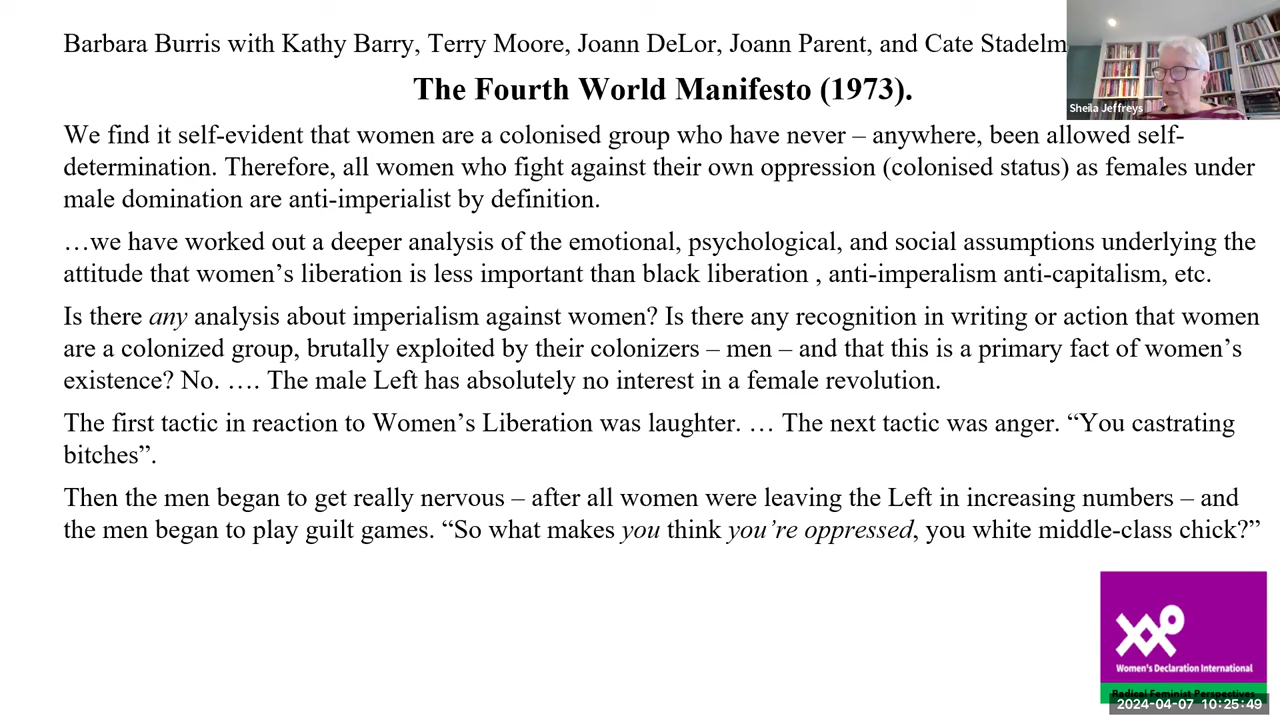 Barbara Burris with Kathy Barry, Terry Moore, Joann DeLor, Joann Parent, and Cate Stadelm
Sheila Jeffreys
The Fourth World Manifesto (1973).
We find it self-evident that women are a colonised group who have never – anywhere, been allowed self-
determination. Therefore, all women who fight against their own oppression (colonised status) as females under
male domination are anti-imperialist by definition.
…we have worked out a deeper analysis of the emotional, psychological, and social assumptions underlying the
attitude that women’s liberation is less important than black liberation , anti-imperalism anti-capitalism, etc.
Is there any analysis about imperialism against women? Is there any recognition in writing or action that women
are a colonized group, brutally exploited by their colonizers – men – and that this is a primary fact of women’s
existence? No. …. The male Left has absolutely no interest in a female revolution.
The first tactic in reaction to Women’s Liberation was laughter. … The next tactic was anger. “You castrating
bitches”.
Then the men began to get really nervous – after all women were leaving the Left in increasing numbers – and
the men began to play guilt games. “So what makes you think you’re oppressed, you white middle-class chick?”
Women's Declaration International
Radical Feminist Perspectives
2024-04-07 10:25:49